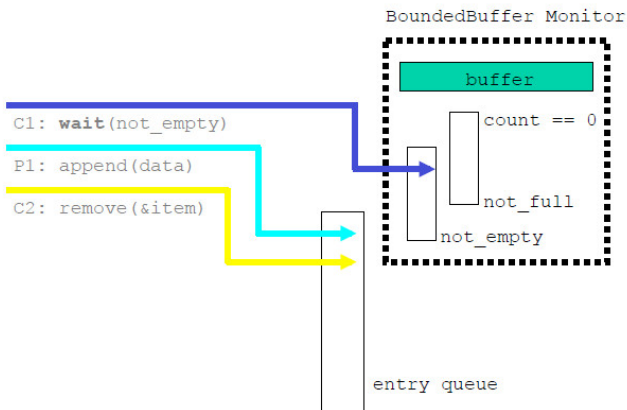 BoundedBuffer Monitor
buffer
C1: wait(not_empty)
count == 0
P1: append(data)
C2: remove(&item)
not_full
not_empty
entry queue